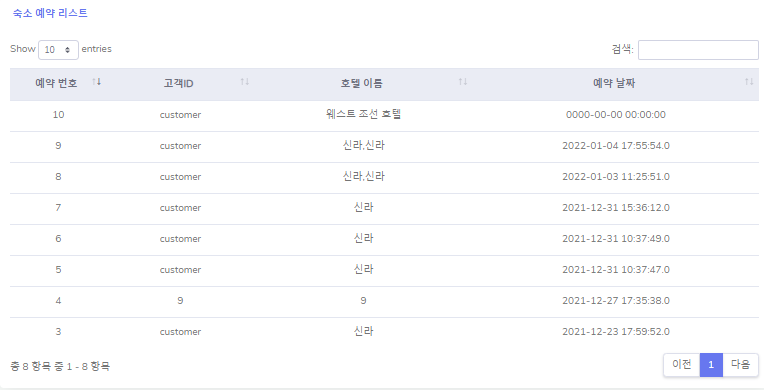 숙소 예약 리스트
Show 10 entries 검색:
예약 번호 고객ID 호텔 이름 예약 날짜
10 customer 웨스트 조선 호텔 0000-00-00 00:00:00
9 customer 신라,신라 2022-01-04 17:55:54.0
8 customer 신라,신라 2022-01-03 11:25:51.0
7 customer 신라 2021-12-31 15:36:12.0
6 customer 신라 2021-12-31 10:37:49.0
5 customer 신라 2021-12-31 10:37:47.0
4 9 9 2021-12-27 17:35:38.0
3 customer 신라 2021-12-23 17:59:52.0
총 8 항목 중 1 - 8 항목 이전 1 다음